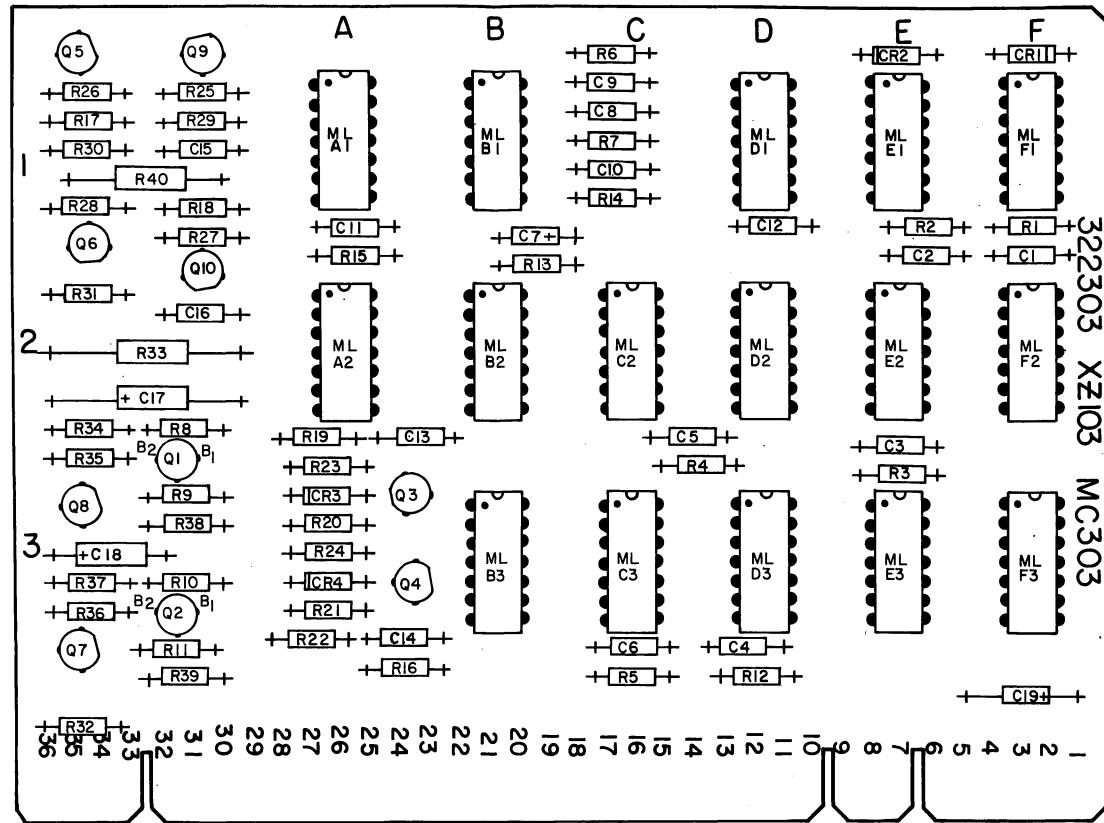 A B C D E F
Q5 Q9 R6 CR2 CR1
R26 R25 C9
R17 R29 ML A1 ML B1 C8 ML D1 ML E1 ML F1
R30 C15 R7
1 R40 C10
R28 R18 R14
Q6 R27 C11 C7+ C12 R2 R1
Q10 R15 R13 C2 C1
R31 C16
2 R33 ML A2 ML B2 ML C2 ML D2 ML E2 ML F2
+ C17
R34 R8 R19 C13 C5 C3
R35 B2 Q1 B1 R23 R4 R3
Q8 R9 CR3 Q3
R38 R20
3 +C18 R24 ML B3 ML C3 ML D3 ML E3 ML F3
R37 R10 CR4 Q4
R36 B2 Q2 B1 R21
Q7 R11 R22 C14 C6 C4
R39 R16 R5 R12 C19+
R32
36 35 34 33 32 31 30 29 28 27 26 25 24 23 22 21 20 19 18 17 16 15 14 13 12 11 10 9 8 7 6 5 4 3 2 1
322303 XZ103 MC303